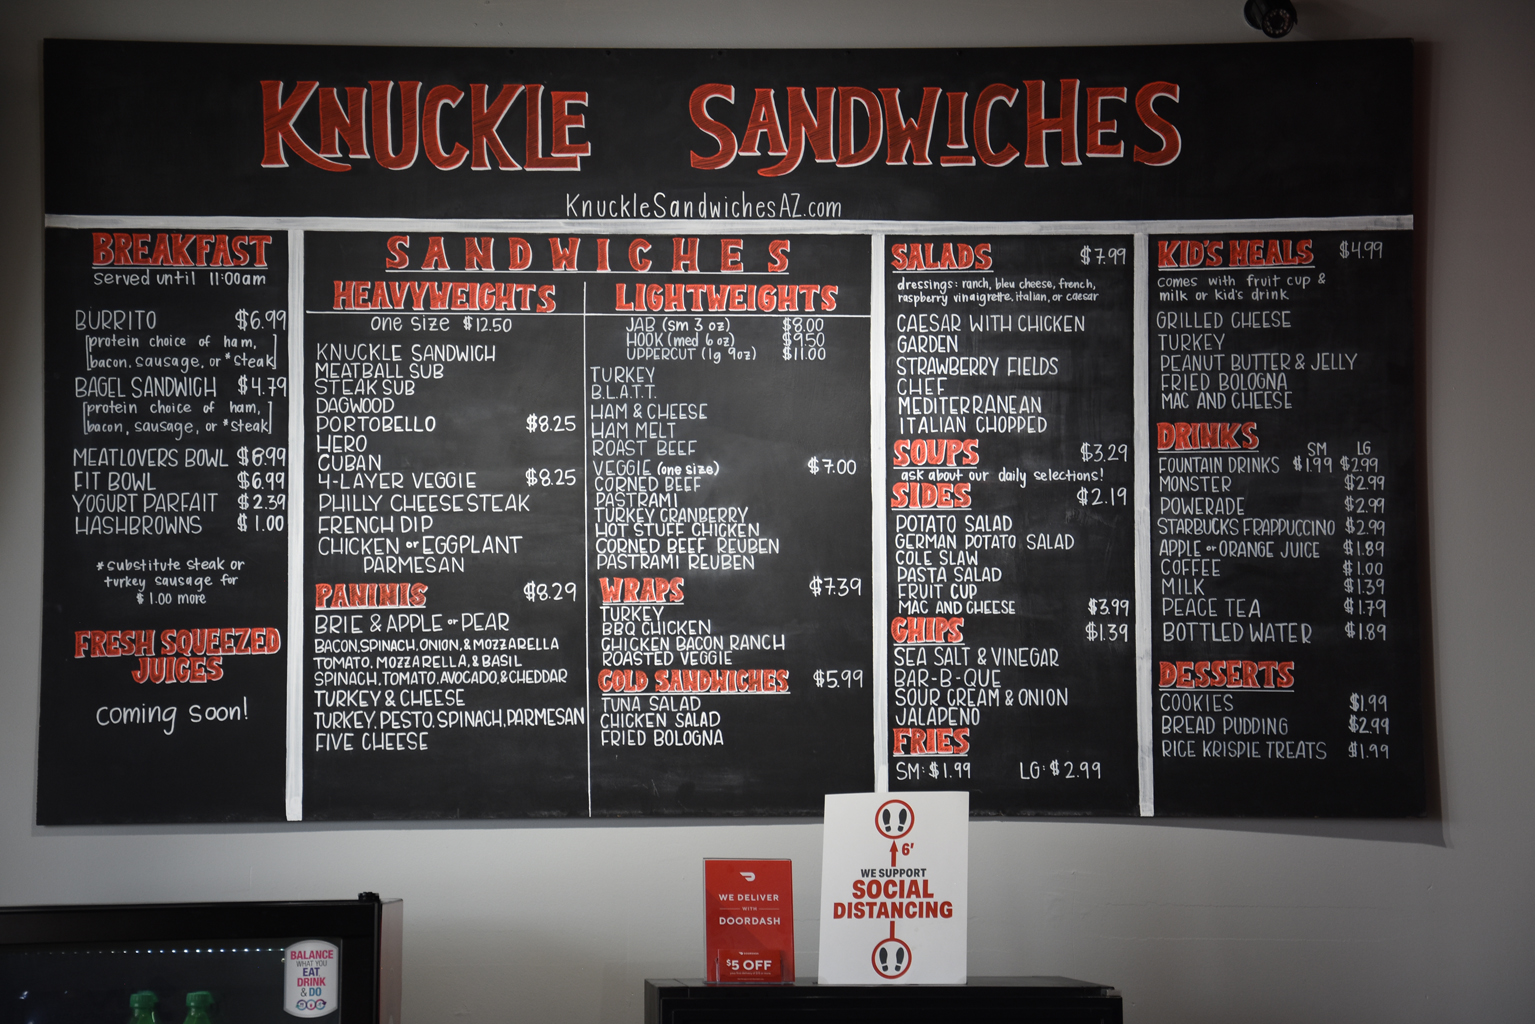 KNUCKLE SANDWICHES
KnuckleSandwichesAZ.com
BREAKFAST
served until 11:00am
BURRITO $6.99
[protein choice of ham,
bacon, sausage, or *steak]
BAGEL SANDWICH $4.79
[protein choice of ham,
bacon, sausage, or *steak]
MEATLOVERS BOWL $6.99
FIT BOWL $6.99
YOGURT PARFAIT $2.39
HASHBROWNS $1.00
*substitute steak or
turkey sausage for
$1.00 more
FRESH SQUEEZED
JUICES
coming soon!
SANDWICHES
HEAVYWEIGHTS
one size $12.50
KNUCKLE SANDWICH
MEATBALL SUB
STEAK SUB
DAGWOOD
PORTOBELLO $8.25
HERO
CUBAN
4-LAYER VEGGIE $8.25
PHILLY CHEESESTEAK
FRENCH DIP
CHICKEN or EGGPLANT
PARMESAN
PANINIS $8.29
BRIE & APPLE or PEAR
BACON,SPINACH,ONION,& MOZZARELLA
TOMATO, MOZZARELLA, & BASIL
SPINACH, TOMATO, AVOCADO, & CHEDDAR
TURKEY & CHEESE
TURKEY, PESTO, SPINACH, PARMESAN
FIVE CHEESE
LIGHTWEIGHTS
JAB (sm 3 oz) $8.00
HOOK (med 6 oz) $9.50
UPPERCUT (lg 9oz) $11.00
TURKEY
B.L.A.T.T.
HAM & CHEESE
HAM MELT
ROAST BEEF
VEGGIE (one size) $7.00
CORNED BEEF
PASTRAMI
TURKEY CRANBERRY
HOT STUFF CHICKEN
CORNED BEEF REUBEN
PASTRAMI REUBEN
WRAPS $7.39
TURKEY
BBQ CHICKEN
CHICKEN BACON RANCH
ROASTED VEGGIE
COLD SANDWICHES $5.99
TUNA SALAD
CHICKEN SALAD
FRIED BOLOGNA
SALADS $7.99
dressings: ranch, bleu cheese, french,
raspberry vinaigrette, italian, or caesar
CAESAR WITH CHICKEN
GARDEN
STRAWBERRY FIELDS
CHEF
MEDITERRANEAN
ITALIAN CHOPPED
SOUPS $3.29
ask about our daily selections!
SIDES $2.19
POTATO SALAD
GERMAN POTATO SALAD
COLE SLAW
PASTA SALAD
FRUIT CUP
MAC AND CHEESE $3.99
CHIPS $1.39
SEA SALT & VINEGAR
BAR-B-QUE
SOUR CREAM & ONION
JALAPENO
FRIES
SM: $1.99 LG: $2.99
KID'S MEALS $4.99
comes with fruit cup &
milk or kid's drink
GRILLED CHEESE
TURKEY
PEANUT BUTTER & JELLY
FRIED BOLOGNA
MAC AND CHEESE
DRINKS SM LG
FOUNTAIN DRINKS $1.99 $2.99
MONSTER $2.99
POWERADE $2.99
STARBUCKS FRAPPUCCINO $2.99
APPLE or ORANGE JUICE $1.89
COFFEE $1.00
MILK $1.39
PEACE TEA $1.79
BOTTLED WATER $1.89
DESSERTS
COOKIES $1.99
BREAD PUDDING $2.99
RICE KRISPIE TREATS $1.99
WE DELIVER
WITH
DOORDASH
$5 OFF
6'
WE SUPPORT
SOCIAL
DISTANCING
BALANCE
WHAT YOU
EAT
DRINK
& DO